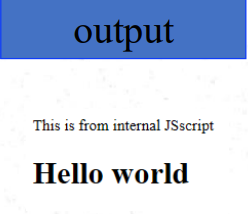 output
This is from internal JSscript
Hello world